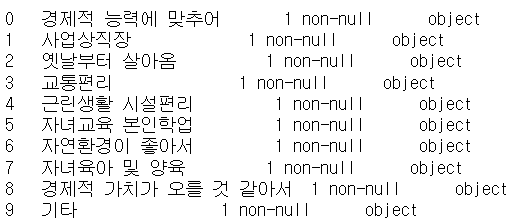 0 경제적 능력에 맞추어 1 non-null object
1 사업상직장 1 non-null object
2 옛날부터 살아옴 1 non-null object
3 교통편리 1 non-null object
4 근린생활 시설편리 1 non-null object
5 자녀교육 본인학업 1 non-null object
6 자연환경이 좋아서 1 non-null object
7 자녀육아 및 양육 1 non-null object
8 경제적 가치가 오를 것 같아서 1 non-null object
9 기타 1 non-null object